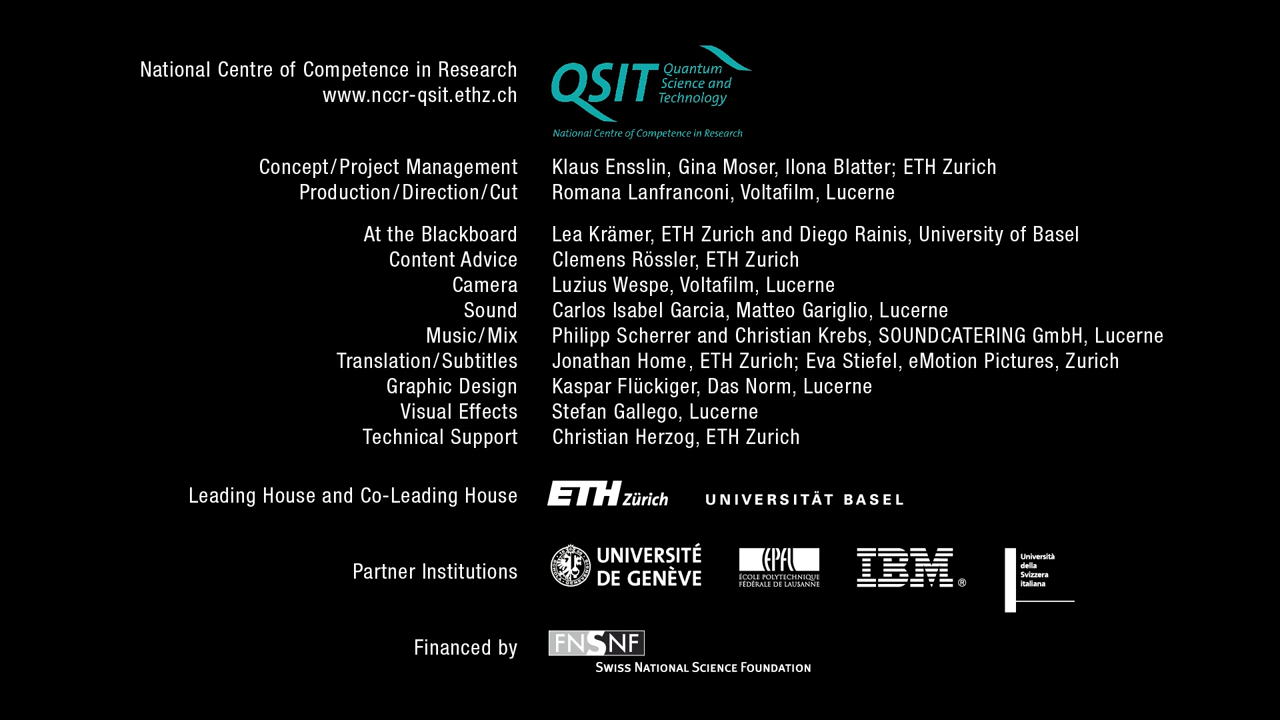 National Centre of Competence in Research
www.nccr-qsit.ethz.ch
QSIT Quantum Science and Technology
National Centre of Competence in Research
Concept/Project Management Klaus Ensslin, Gina Moser, Ilona Blatter; ETH Zurich
Production/Direction/Cut Romana Lanfranconi, Voltafilm, Lucerne
At the Blackboard Lea Krämer, ETH Zurich and Diego Rainis, University of Basel
Content Advice Clemens Rössler, ETH Zurich
Camera Luzius Wespe, Voltafilm, Lucerne
Sound Carlos Isabel Garcia, Matteo Gariglio, Lucerne
Music/Mix Philipp Scherrer and Christian Krebs, SOUNDCATERING GmbH, Lucerne
Translation/Subtitles Jonathan Home, ETH Zurich; Eva Stiefel, eMotion Pictures, Zurich
Graphic Design Kaspar Flückiger, Das Norm, Lucerne
Visual Effects Stefan Gallego, Lucerne
Technical Support Christian Herzog, ETH Zurich
Leading House and Co-Leading House ETH Zürich UNIVERSITÄT BASEL
Partner Institutions
UNIVERSITÉ
DE GENÈVE
EPFL
ÉCOLE POLYTECHNIQUE
FÉDÉRALE DE LAUSANNE
IBM®
Università
della
Svizzera
italiana
Financed by FNSNF
SWISS NATIONAL SCIENCE FOUNDATION